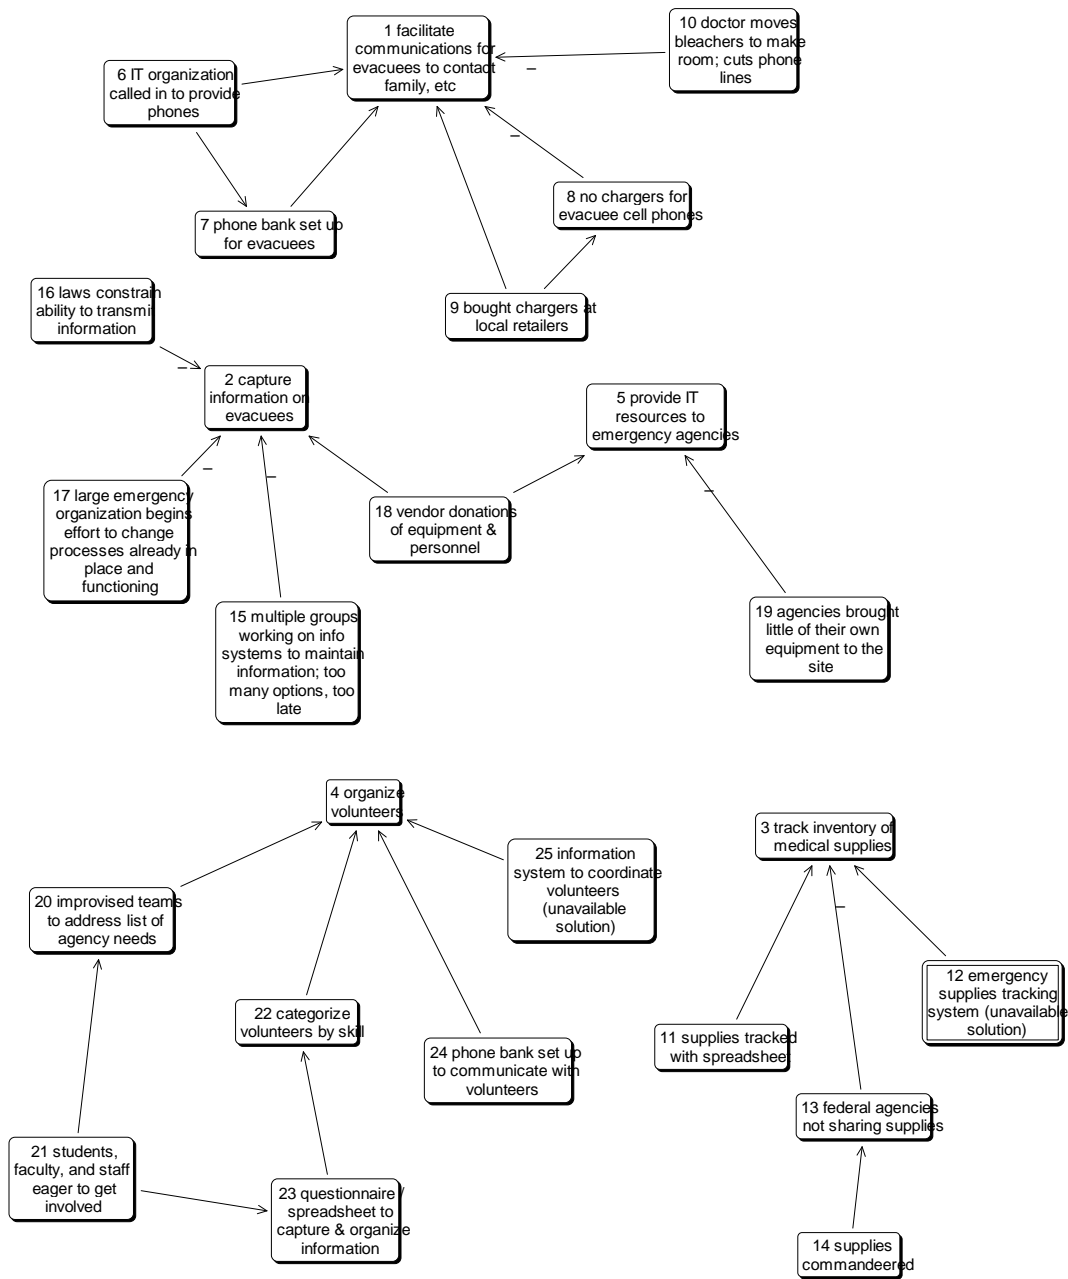 1 facilitate
communications for
evacuees to contact
family, etc
10 doctor moves
bleachers to make
room; cuts phone
lines
6 IT organization
called in to provide
phones
–
–
8 no chargers for
evacuee cell phones
7 phone bank set up
for evacuees
9 bought chargers at
local retailers
16 laws constrain
ability to transmit
information
–
2 capture
information on
evacuees
5 provide IT
resources to
emergency agencies
–
–
–
17 large emergency
organization begins
effort to change
processes already in
place and
functioning
18 vendor donations
of equipment &
personnel
15 multiple groups
working on info
systems to maintain
information; too
many options, too
late
19 agencies brought
little of their own
equipment to the
site
4 organize
volunteers
3 track inventory of
medical supplies
25 information
system to coordinate
volunteers
(unavailable
solution)
20 improvised teams
to address list of
agency needs
–
12 emergency
supplies tracking
system (unavailable
solution)
22 categorize
volunteers by skill
11 supplies tracked
with spreadsheet
24 phone bank set up
to communicate with
volunteers
13 federal agencies
not sharing supplies
21 students,
faculty, and staff
eager to get
involved
23 questionnaire /
spreadsheet to
capture & organize
information
14 supplies
commandeered